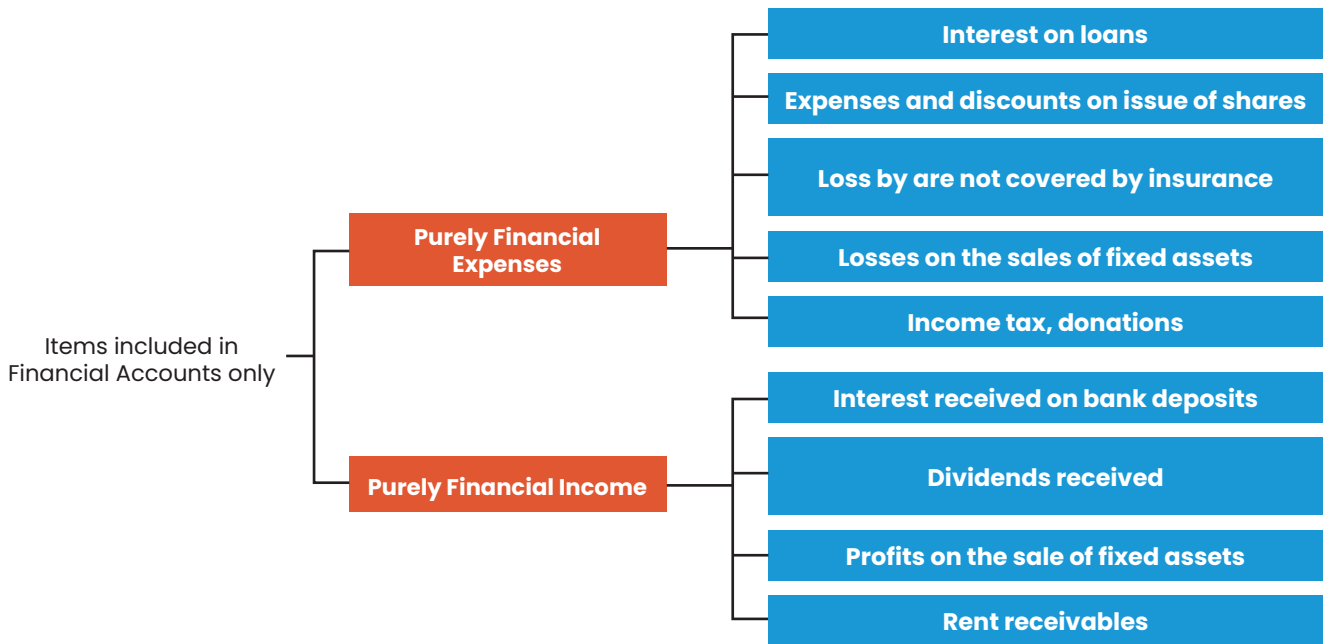 Items included in
Financial Accounts only
Purely Financial
Expenses
Interest on loans
Expenses and discounts on issue of shares
Loss by are not covered by insurance
Losses on the sales of fixed assets
Income tax, donations
Purely Financial Income
Interest received on bank deposits
Dividends received
Profits on the sale of fixed assets
Rent receivables